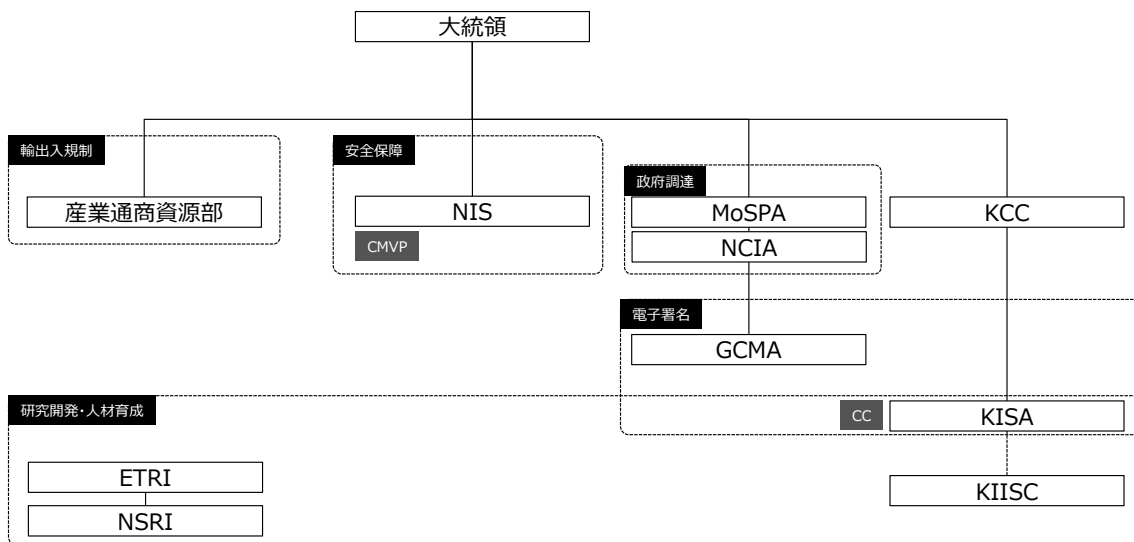 大統領
輸出入規制
産業通商資源部
安全保障
NIS
CMVP
政府調達
MoSPA
NCIA
KCC
電子署名
GCMA
研究開発・人材育成
CC
KISA
ETRI
NSRI
KIISC